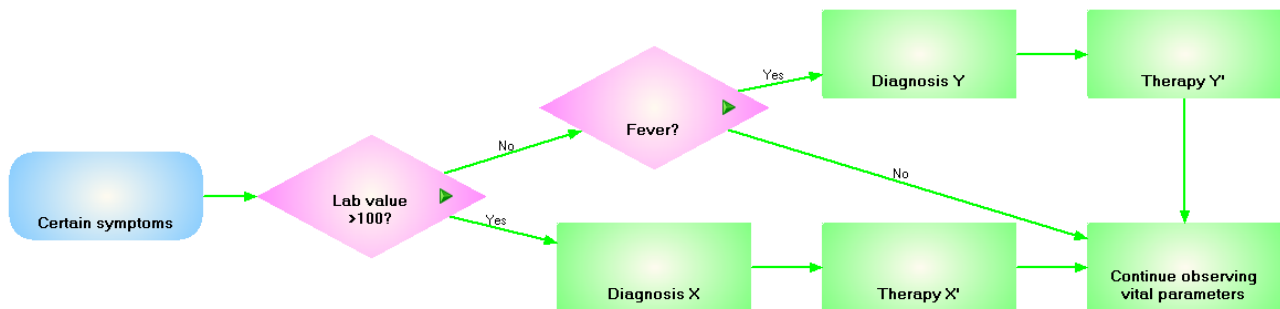 Certain symptoms
Lab value
>100?
No
Yes
Fever?
Yes
No
Diagnosis Y
Therapy Y'
Diagnosis X
Therapy X'
Continue observing
vital parameters